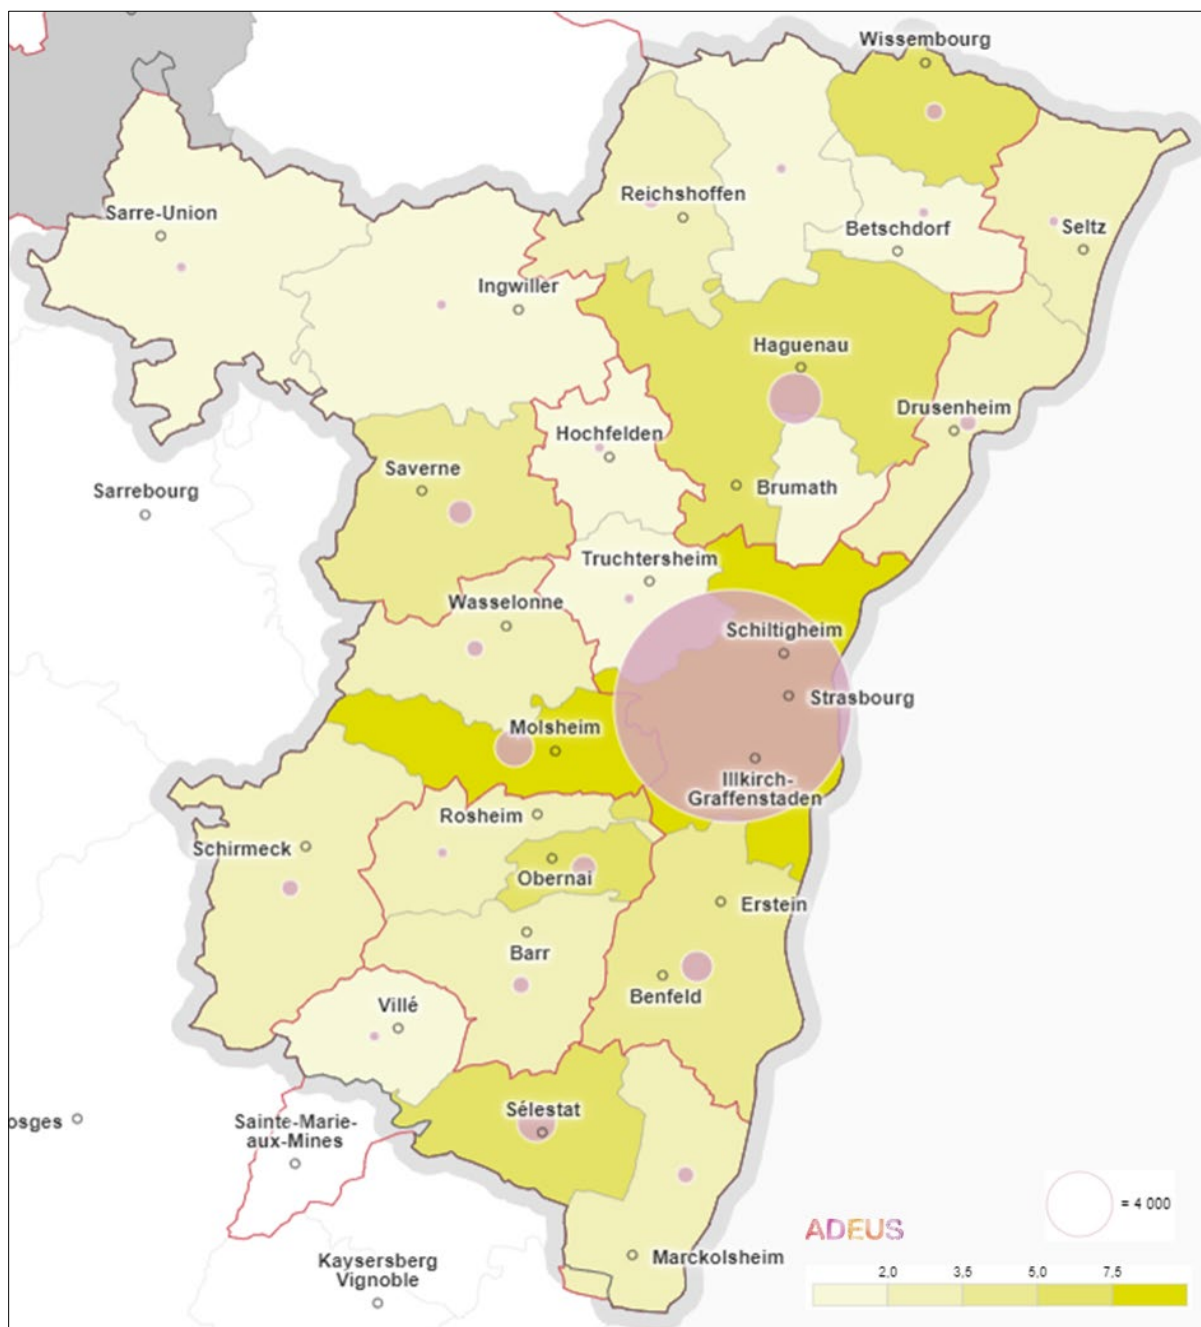 Wissembourg
Reichshoffen
Sarre-Union
Betschdorf
Seltz
Ingwiller
Haguenau
Drusenheim
Hochfelden
Saverne
Sarrebourg
Brumath
Truchtersheim
Wasselonne
Schiltigheim
Strasbourg
Molsheim
Illkirch-
Graffenstaden
Rosheim
Schirmeck
Obernai
Erstein
Barr
Benfeld
Villé
Sélestat
osges
Sainte-Marie-
aux-Mines
= 4 000
ADEUS
Marckolsheim
Kaysersberg
Vignoble
2,0 3,5 5,0 7,5